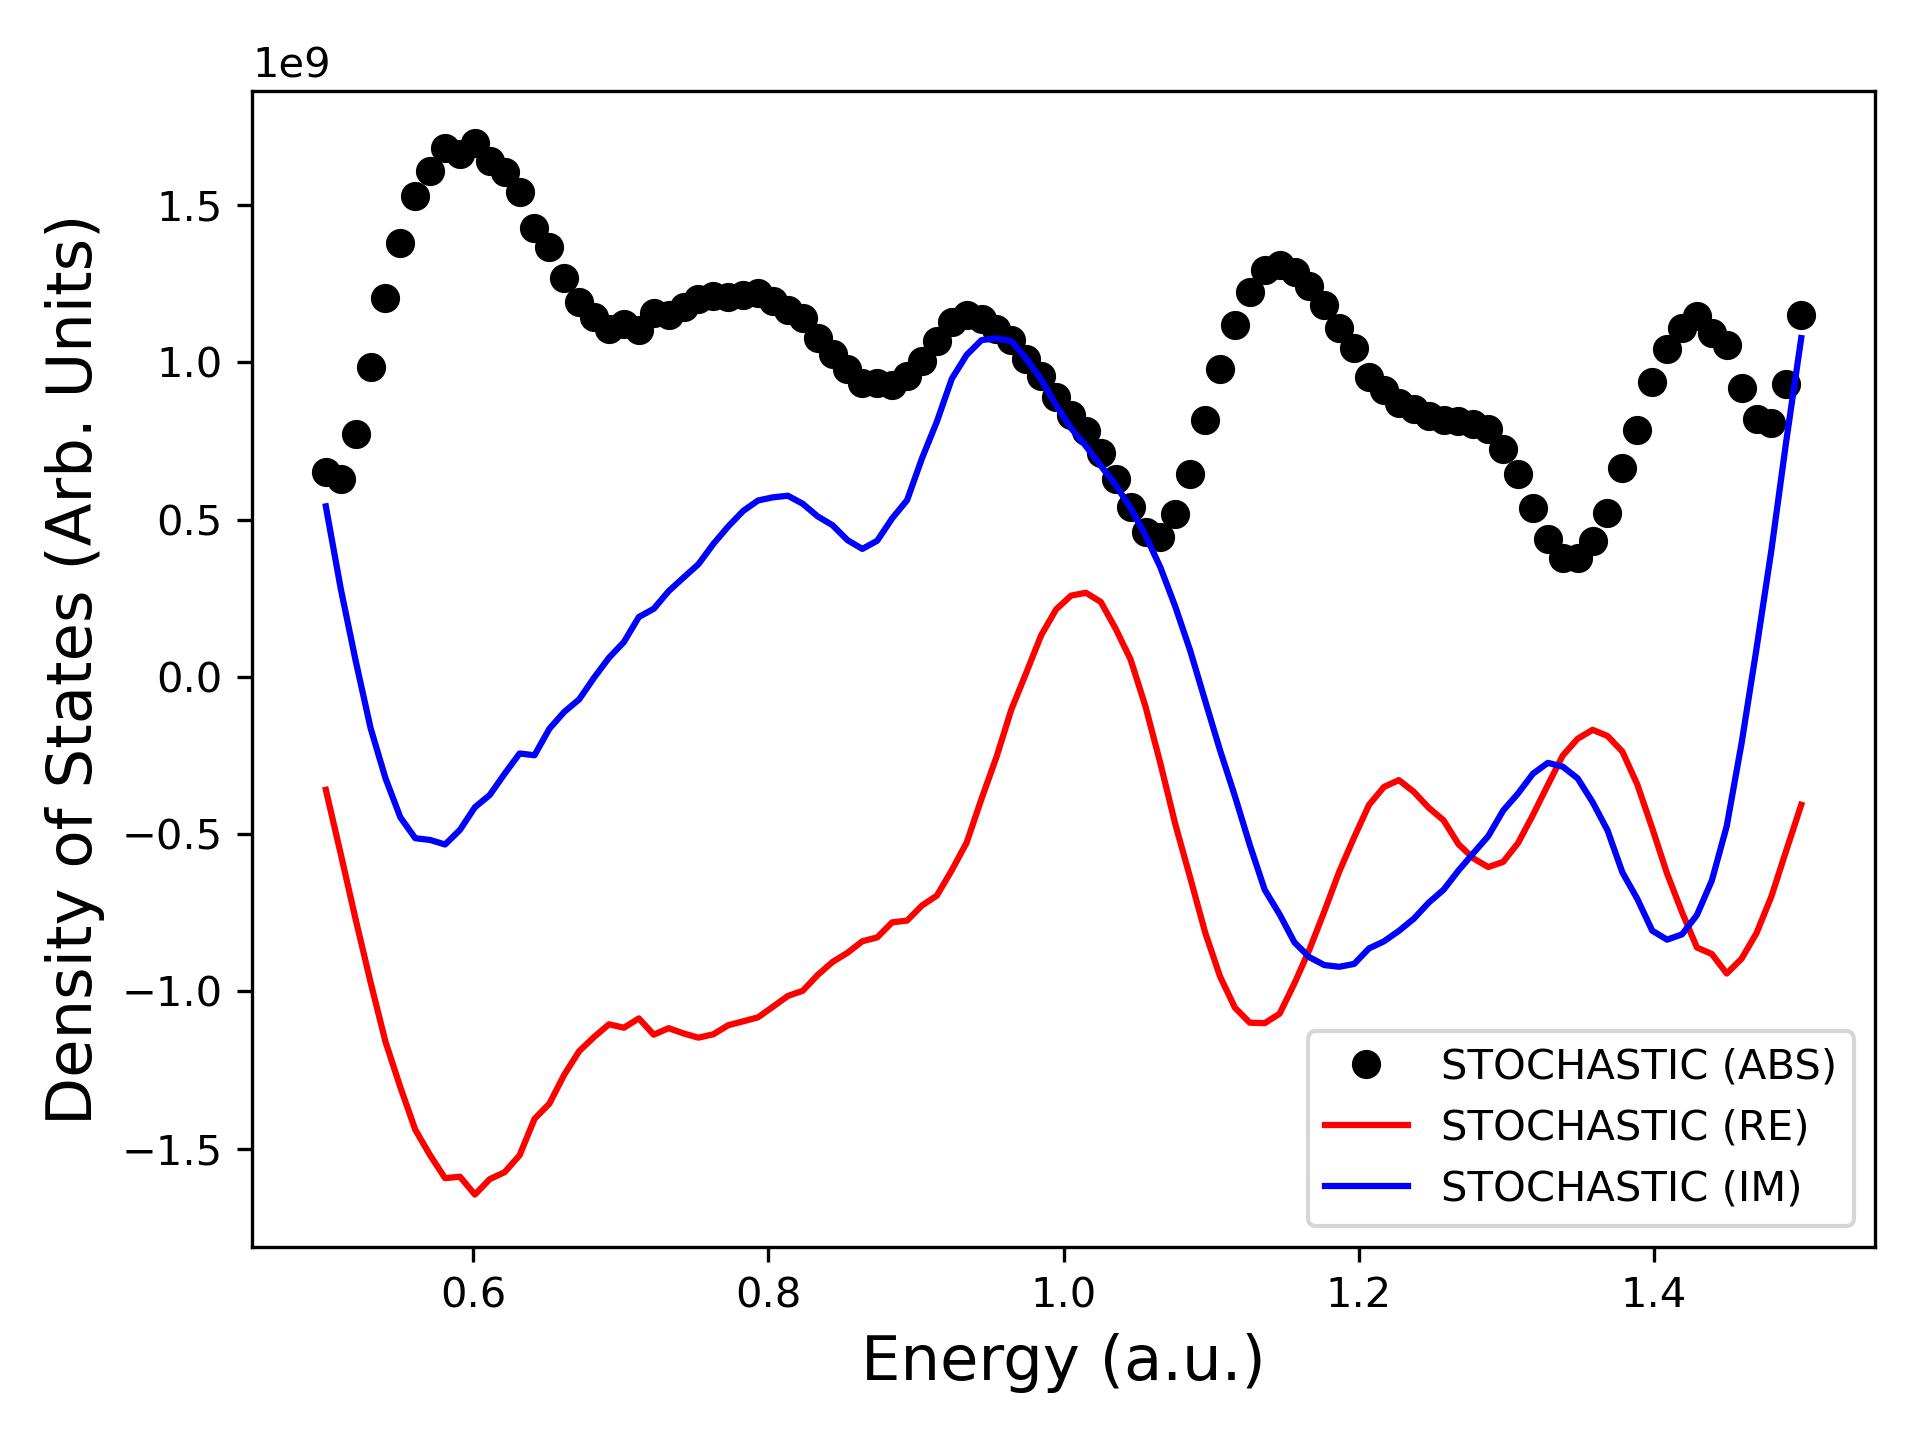 1e9
Density of States (Arb. Units)
1.5
1.0
0.5
0.0
−0.5
−1.0
−1.5
STOCHASTIC (ABS)
STOCHASTIC (RE)
STOCHASTIC (IM)
0.6 0.8 1.0 1.2 1.4
Energy (a.u.)